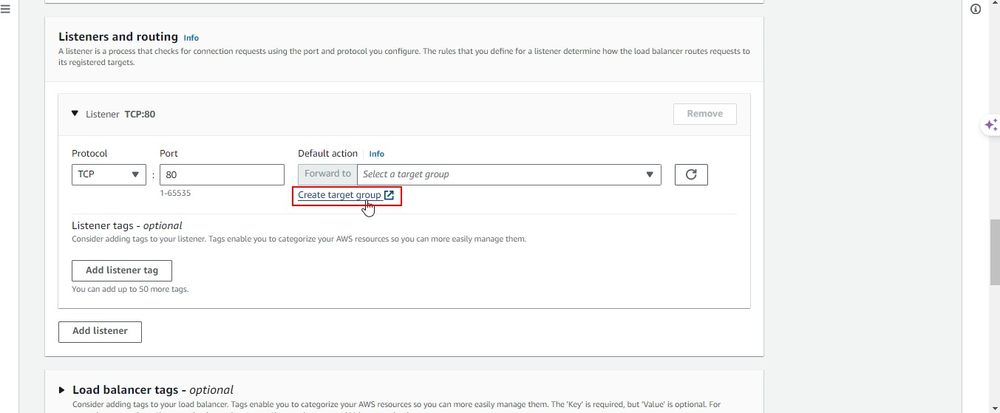 Listeners and routing Info
A listener is a process that checks for connection requests using the port and protocol you configure. The rules that you define for a listener determine how the load balancer routes requests to
its registered targets.
Listener TCP:80
Remove
Protocol Port Default action Info
TCP : 80 Forward to Select a target group
1-65535 Create target group
Listener tags - optional
Consider adding tags to your listener. Tags enable you to categorize your AWS resources so you can more easily manage them.
Add listener tag
You can add up to 50 more tags.
Add listener
Load balancer tags - optional
Consider adding tags to your load balancer. Tags enable you to categorize your AWS resources so you can more easily manage them. The 'Key' is required, but 'Value' is optional. For